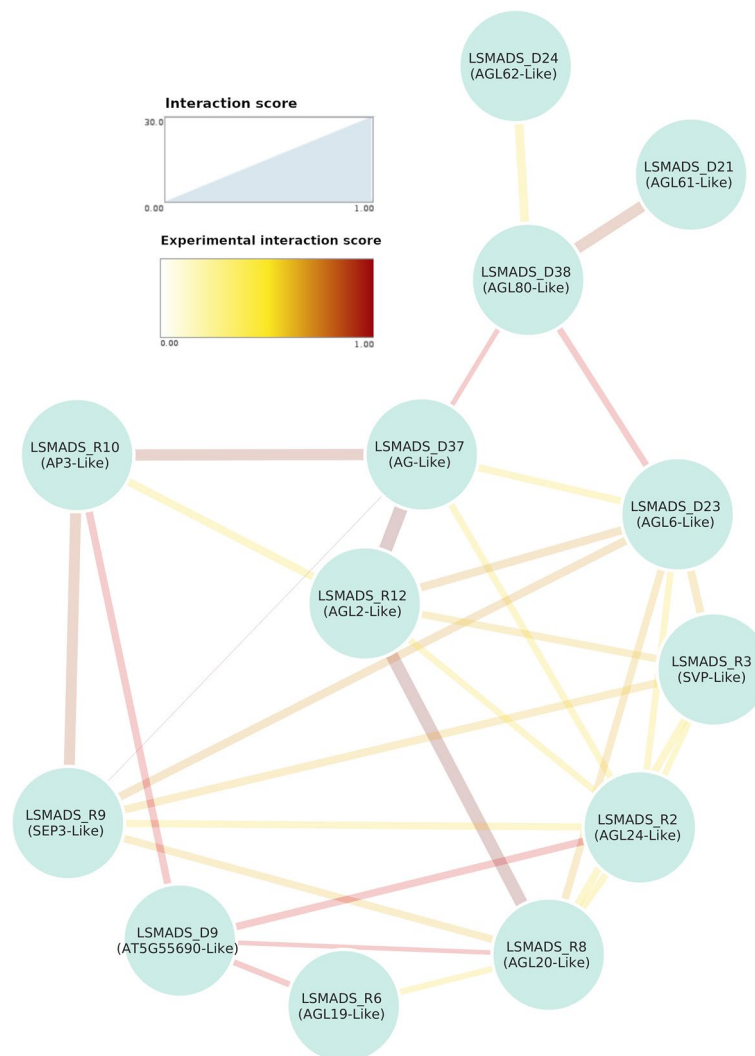 LSMADS_D24
(AGL62-Like)
Interaction score
30.0
0.00
1.00
LSMADS_D21
(AGL61-Like)
Experimental interaction score
0.00
1.00
LSMADS_D38
(AGL80-Like)
LSMADS_R10
(AP3-Like)
LSMADS_D37
(AG-Like)
LSMADS_D23
(AGL6-Like)
LSMADS_R12
(AGL2-Like)
LSMADS_R3
(SVP-Like)
LSMADS_R9
(SEP3-Like)
LSMADS_R2
(AGL24-Like)
LSMADS_D9
(AT5G55690-Like)
LSMADS_R8
(AGL20-Like)
LSMADS_R6
(AGL19-Like)